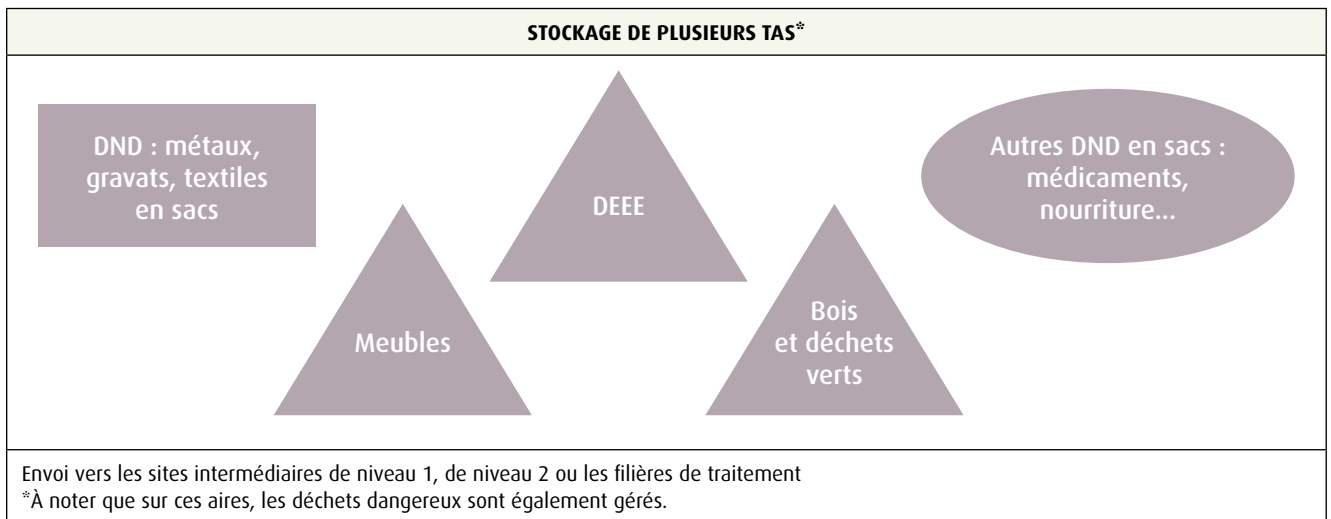 STOCKAGE DE PLUSIEURS TAS*
DND : métaux,
gravats, textiles
en sacs
DEEE
Autres DND en sacs :
médicaments,
nourriture...
Meubles
Bois
et déchets
verts
Envoi vers les sites intermédiaires de niveau 1, de niveau 2 ou les filières de traitement
*À noter que sur ces aires, les déchets dangereux sont également gérés.